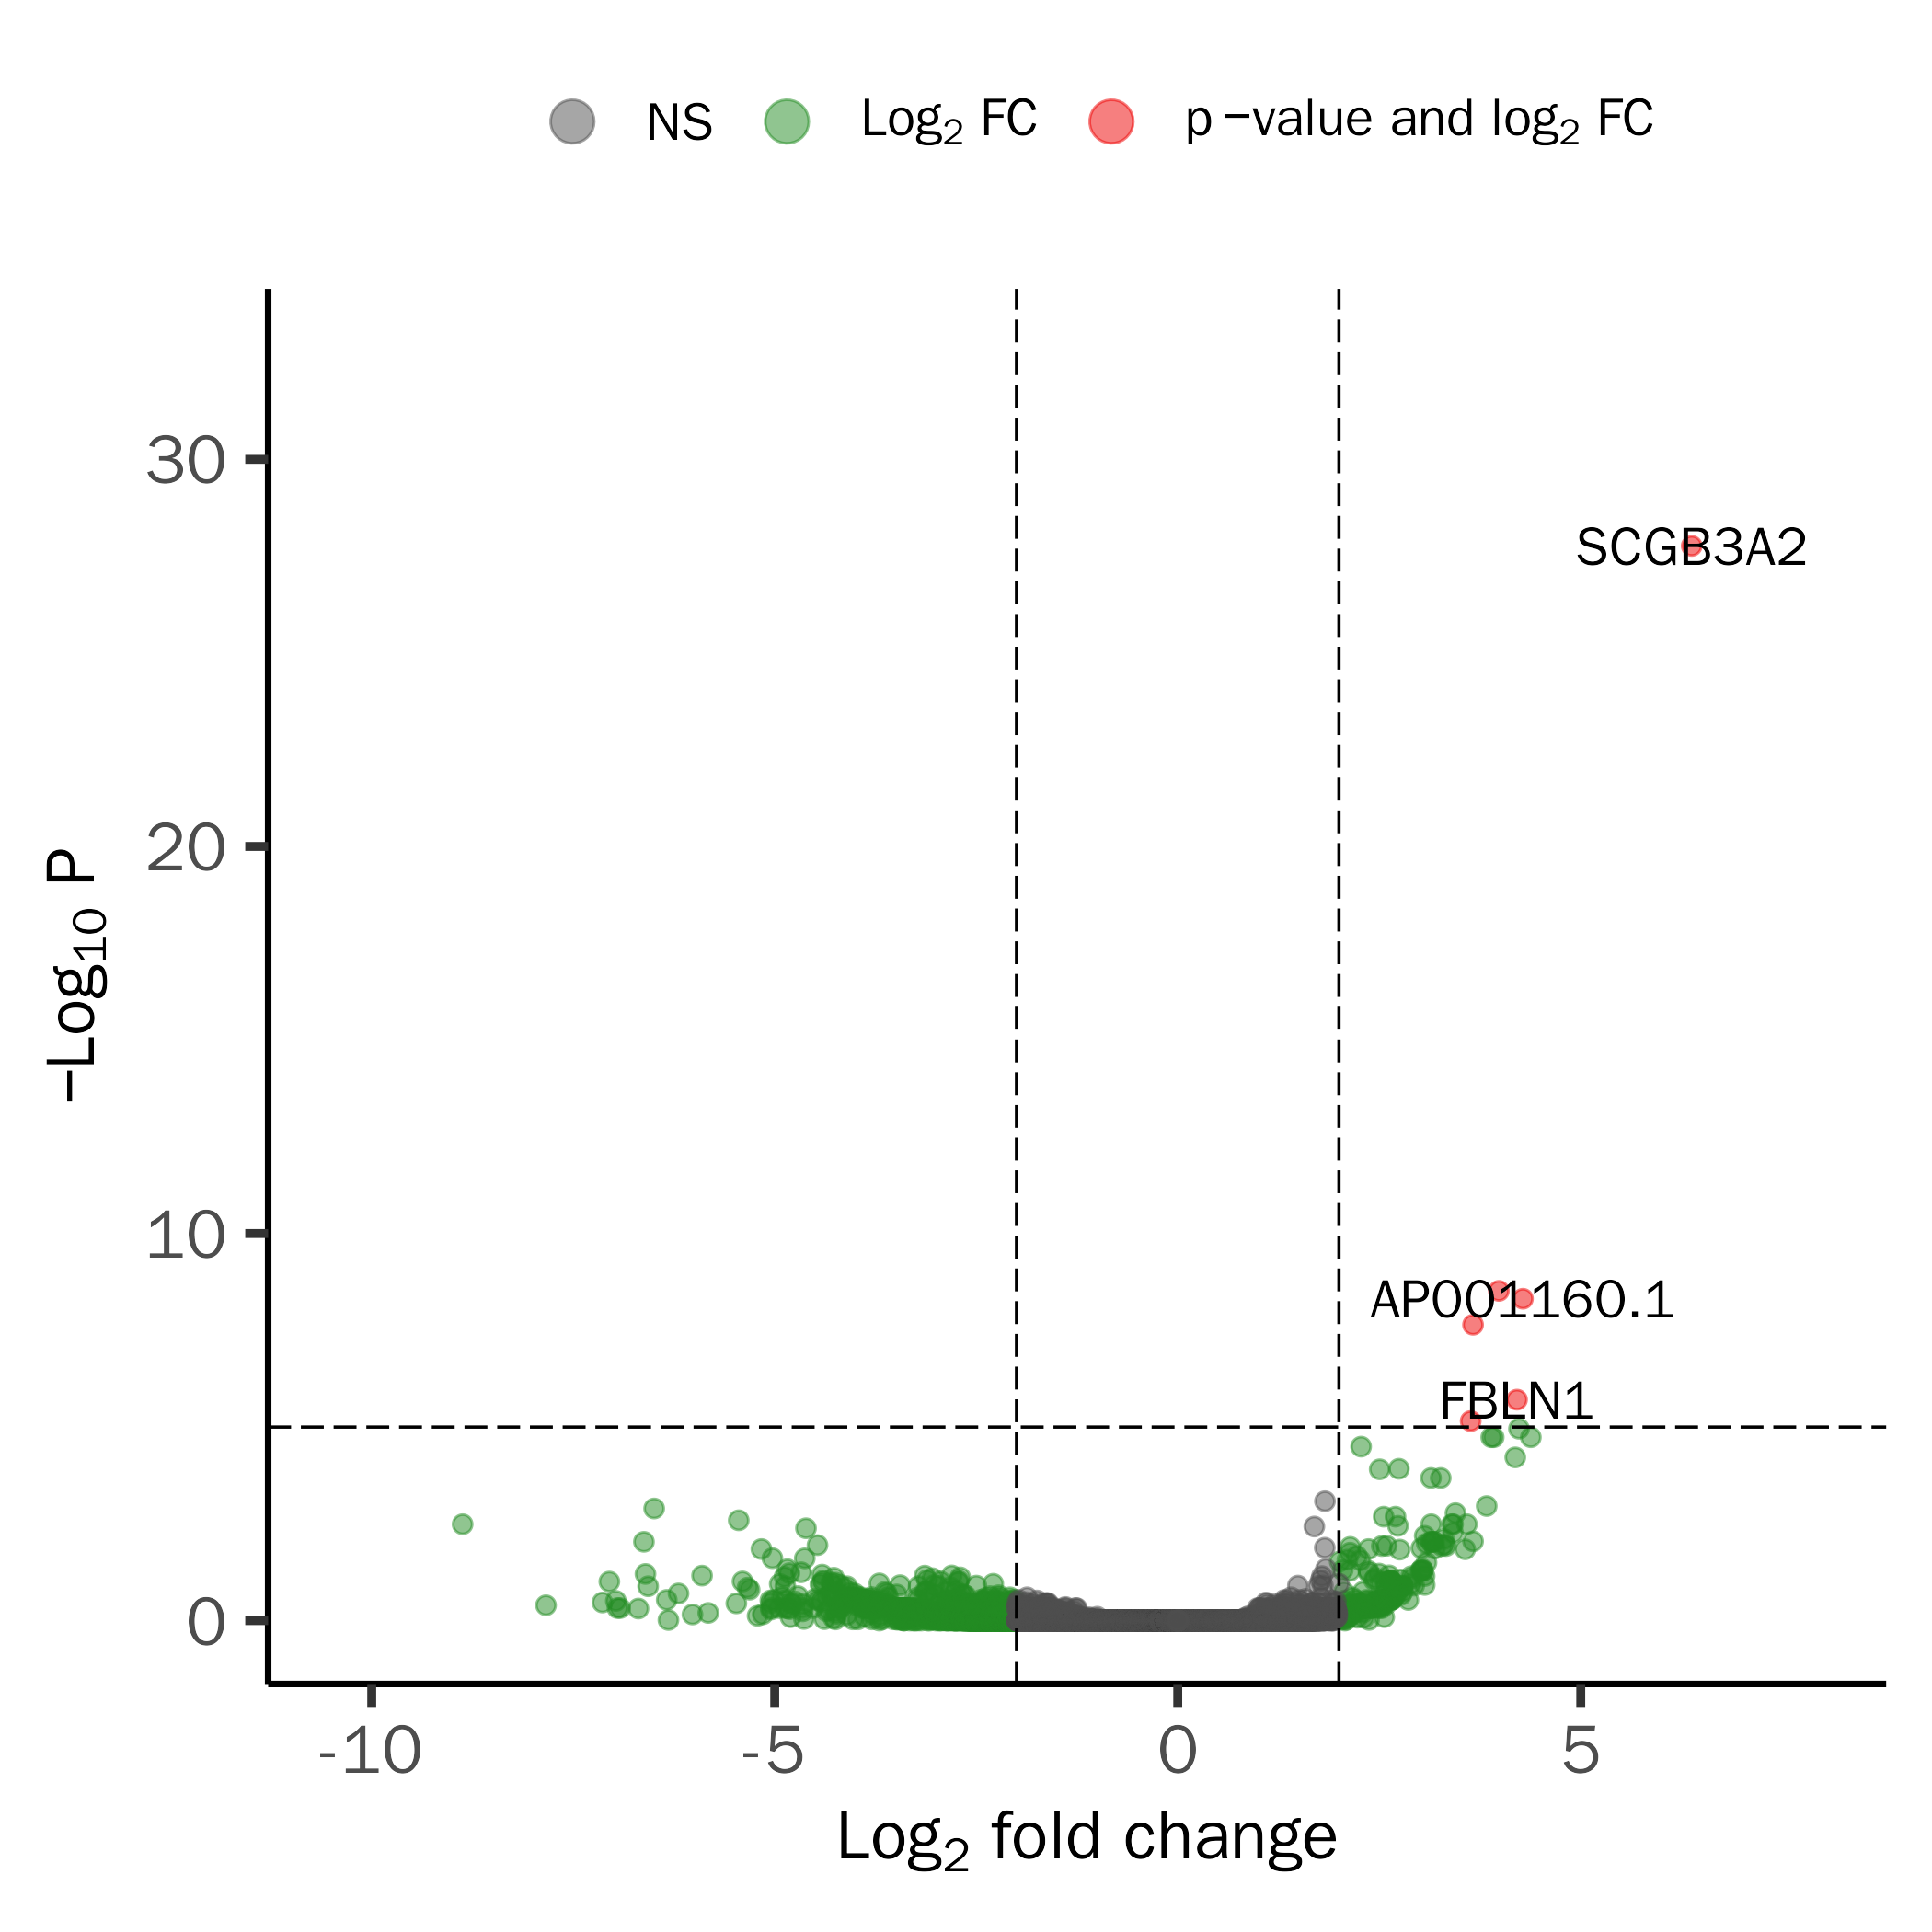 NS Log₂ FC p −value and log₂ FC
30
20
10
0
−Log₁₀ P
SCGB3A2
AP001160.1
FBLN1
-10 -5 0 5
Log₂ fold change